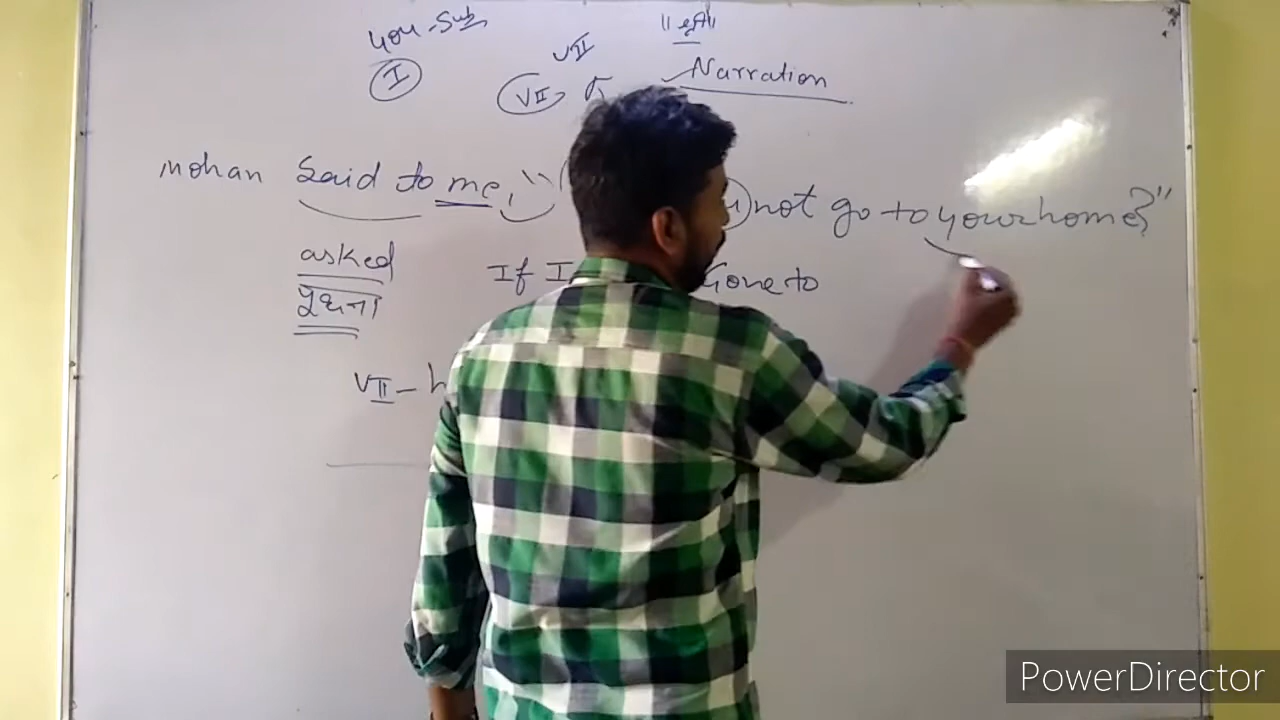 you-Sub
I
VII
"श्री"
VII
Narration
Mohan Said to me, " not go to your home?"
asked
If I Gone to
पुछना
VII - h
PowerDirector